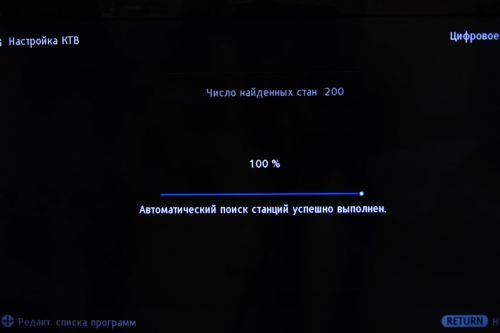 Настройка КТВ
Цифровое
Число найденных стан 200
100 %
Автоматический поиск станций успешно выполнен.
Редакт. списка программ
RETURN